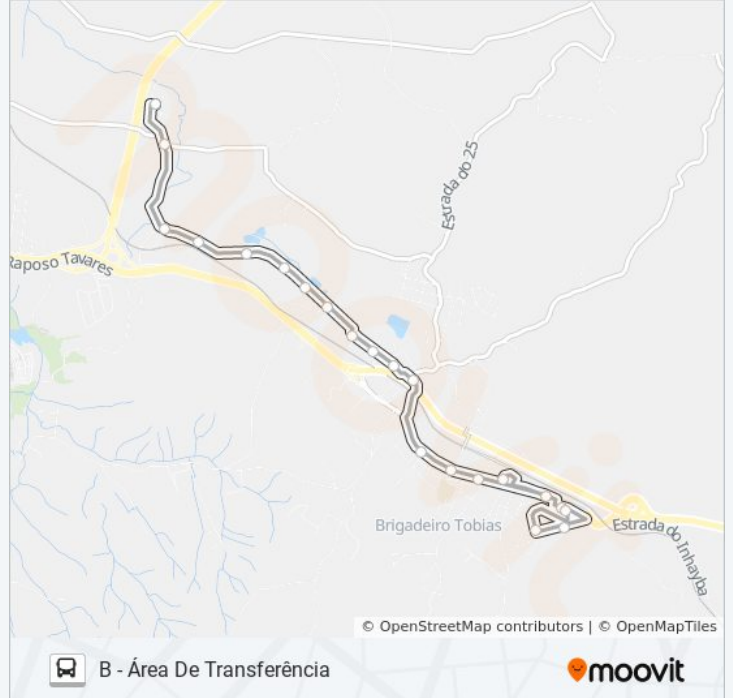 Estrada do 25
Raposo Tavares
Brigadeiro Tobias
Estrada do Inhayba
© OpenStreetMap contributors | © OpenMapTiles
B - Área De Transferência
moovit